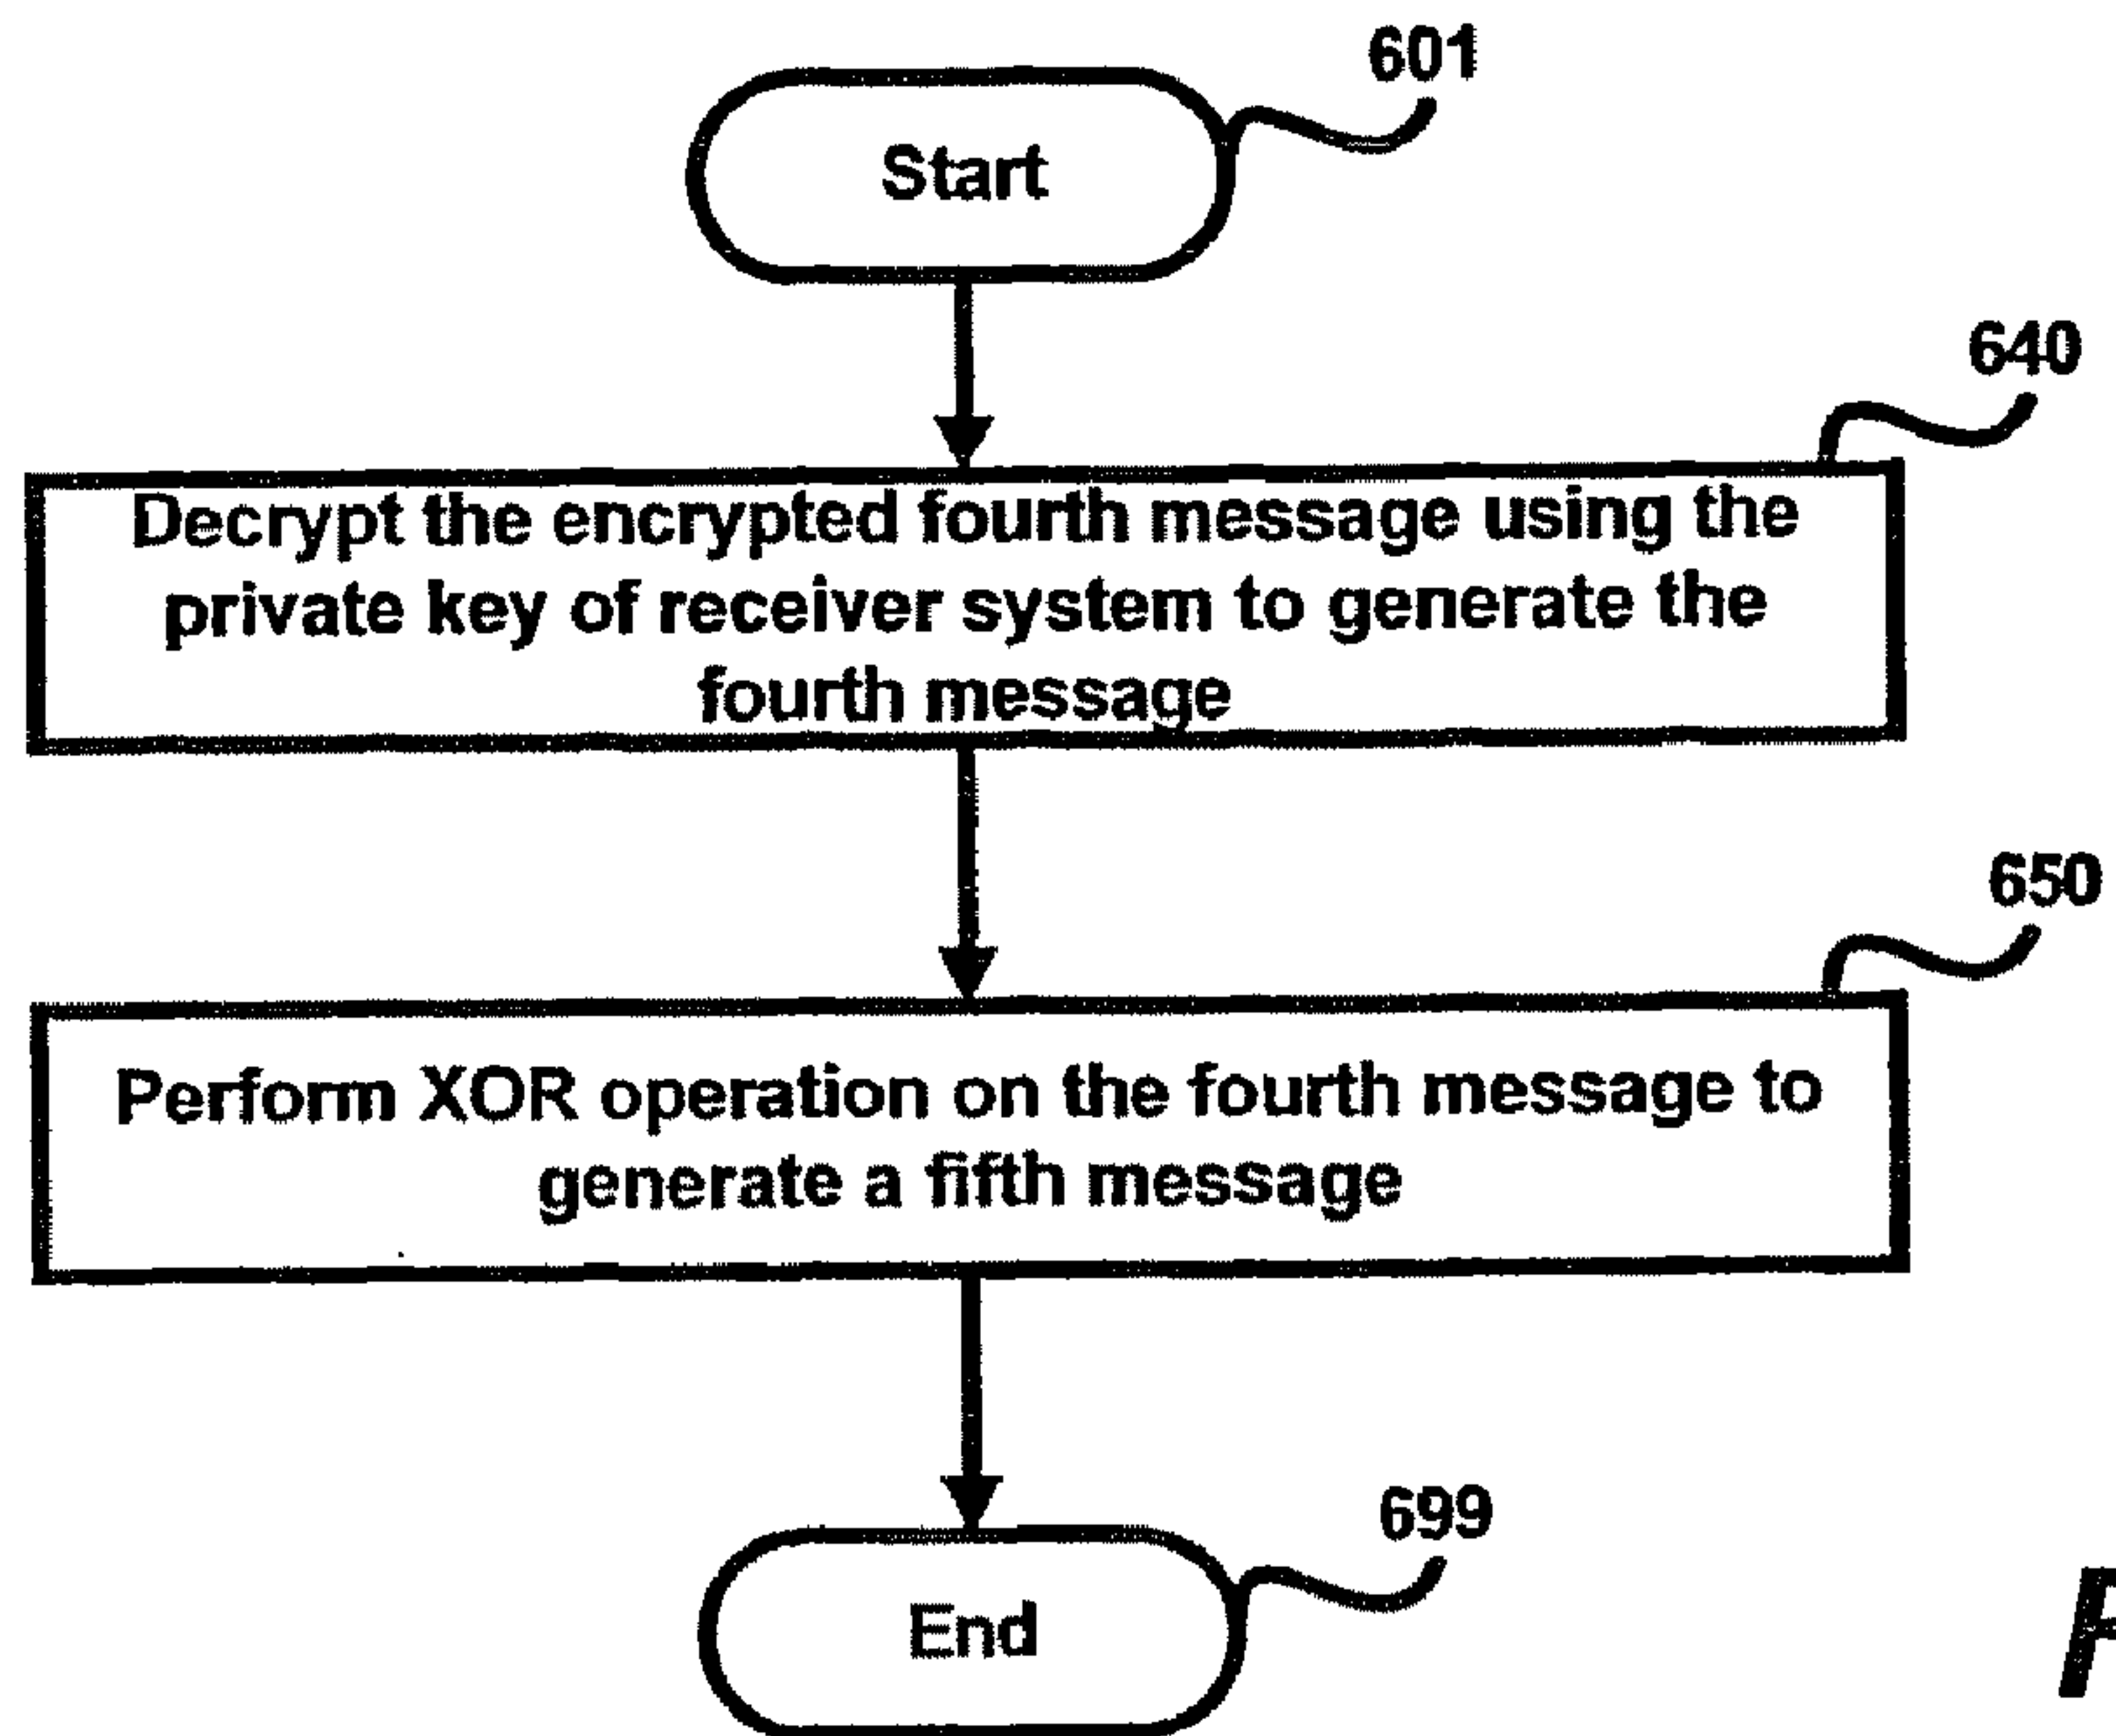 601
Start
640
Decrypt the encrypted fourth message using the
private key of receiver system to generate the
fourth message
650
Perform XOR operation on the fourth message to
generate a fifth message
699
End